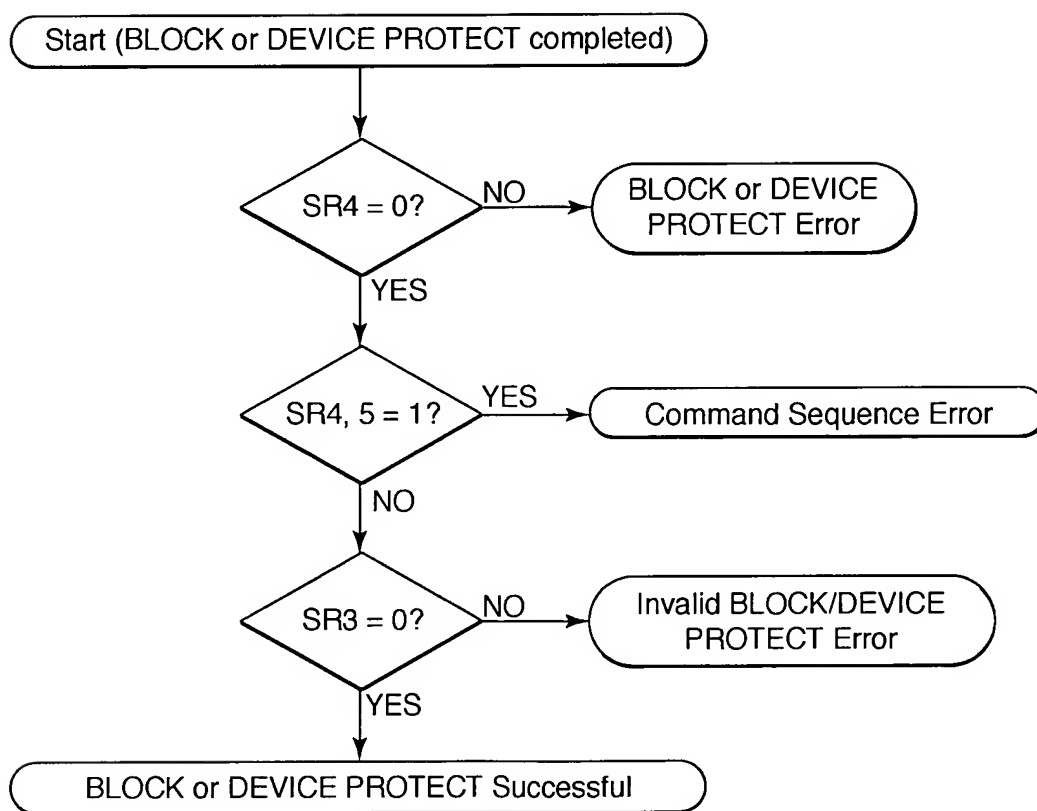 Start (BLOCK or DEVICE PROTECT completed)
SR4 = 0?
NO
BLOCK or DEVICE
PROTECT Error
YES
SR4, 5 = 1?
YES
Command Sequence Error
NO
SR3 = 0?
NO
Invalid BLOCK/DEVICE
PROTECT Error
YES
BLOCK or DEVICE PROTECT Successful